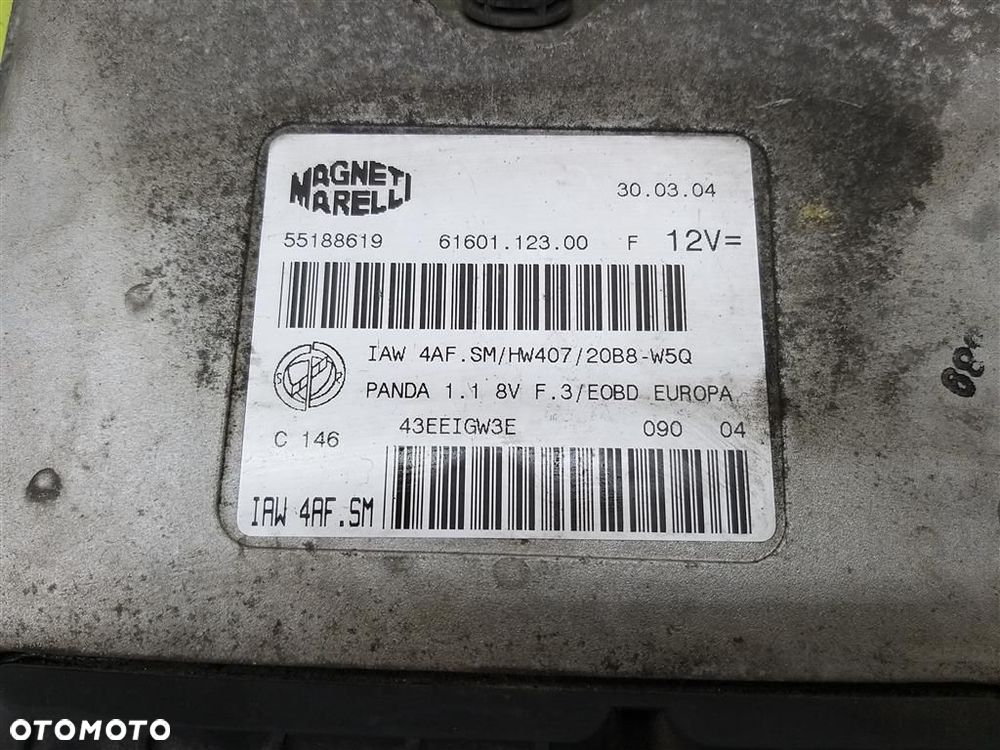 MAGNETI
MARELLI
30.03.04
55188619 61601.123.00 F 12V=
IAW 4AF.SM/HW407/20B8-W5Q
PANDA 1.1 8V F.3/EOBD EUROPA
43EEIGW3E 090 04
C 146
IAW 4AF.SM
88
OTOMOTO